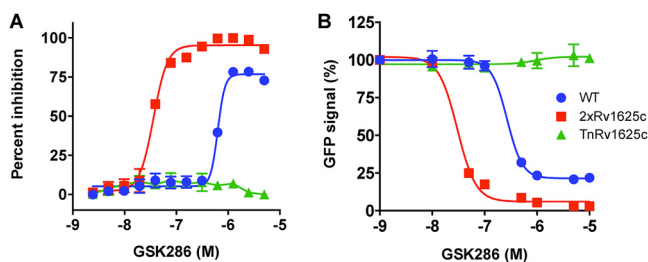 A
Percent inhibition
100
75
50
25
0
-9 -8 -7 -6 -5
GSK286 (M)
B
GFP signal (%)
125
100
75
50
25
0
-9 -8 -7 -6 -5
GSK286 (M)
WT
2xRv1625c
TnRv1625c